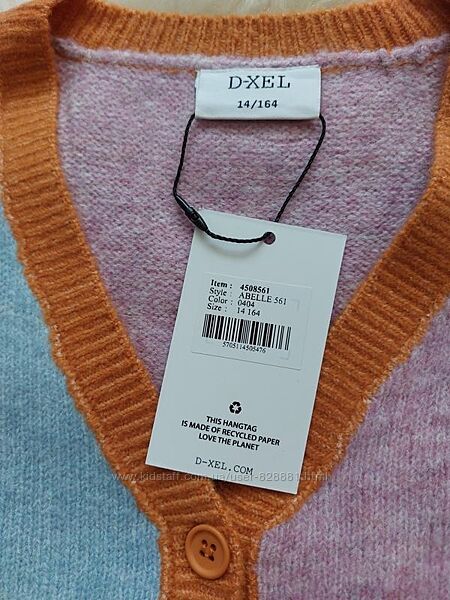 D-XEL
14/164
Item : 4508561
Style : ABELLE 561
Color : 0404
Size : 14 164
5705114505476
THIS HANGTAG
IS MADE OF RECYCLED PAPER
LOVE THE PLANET
D-XEL.COM